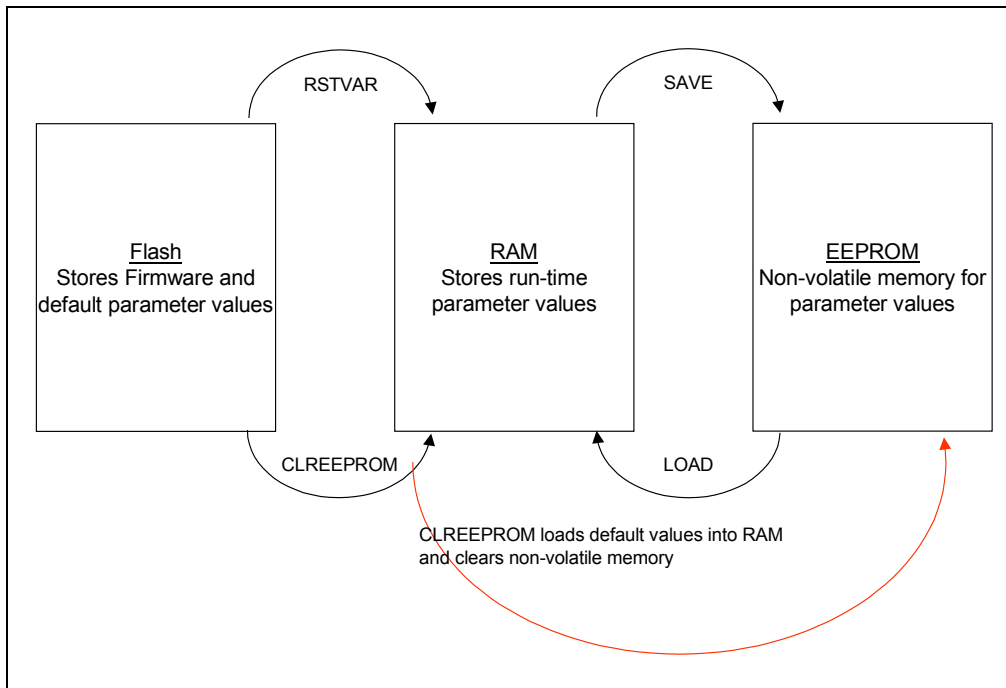 RSTVAR
SAVE
Flash
Stores Firmware and
default parameter values
RAM
Stores run-time
parameter values
EEPROM
Non-volatile memory for
parameter values
CLREEPROM
LOAD
CLREEPROM loads default values into RAM
and clears non-volatile memory